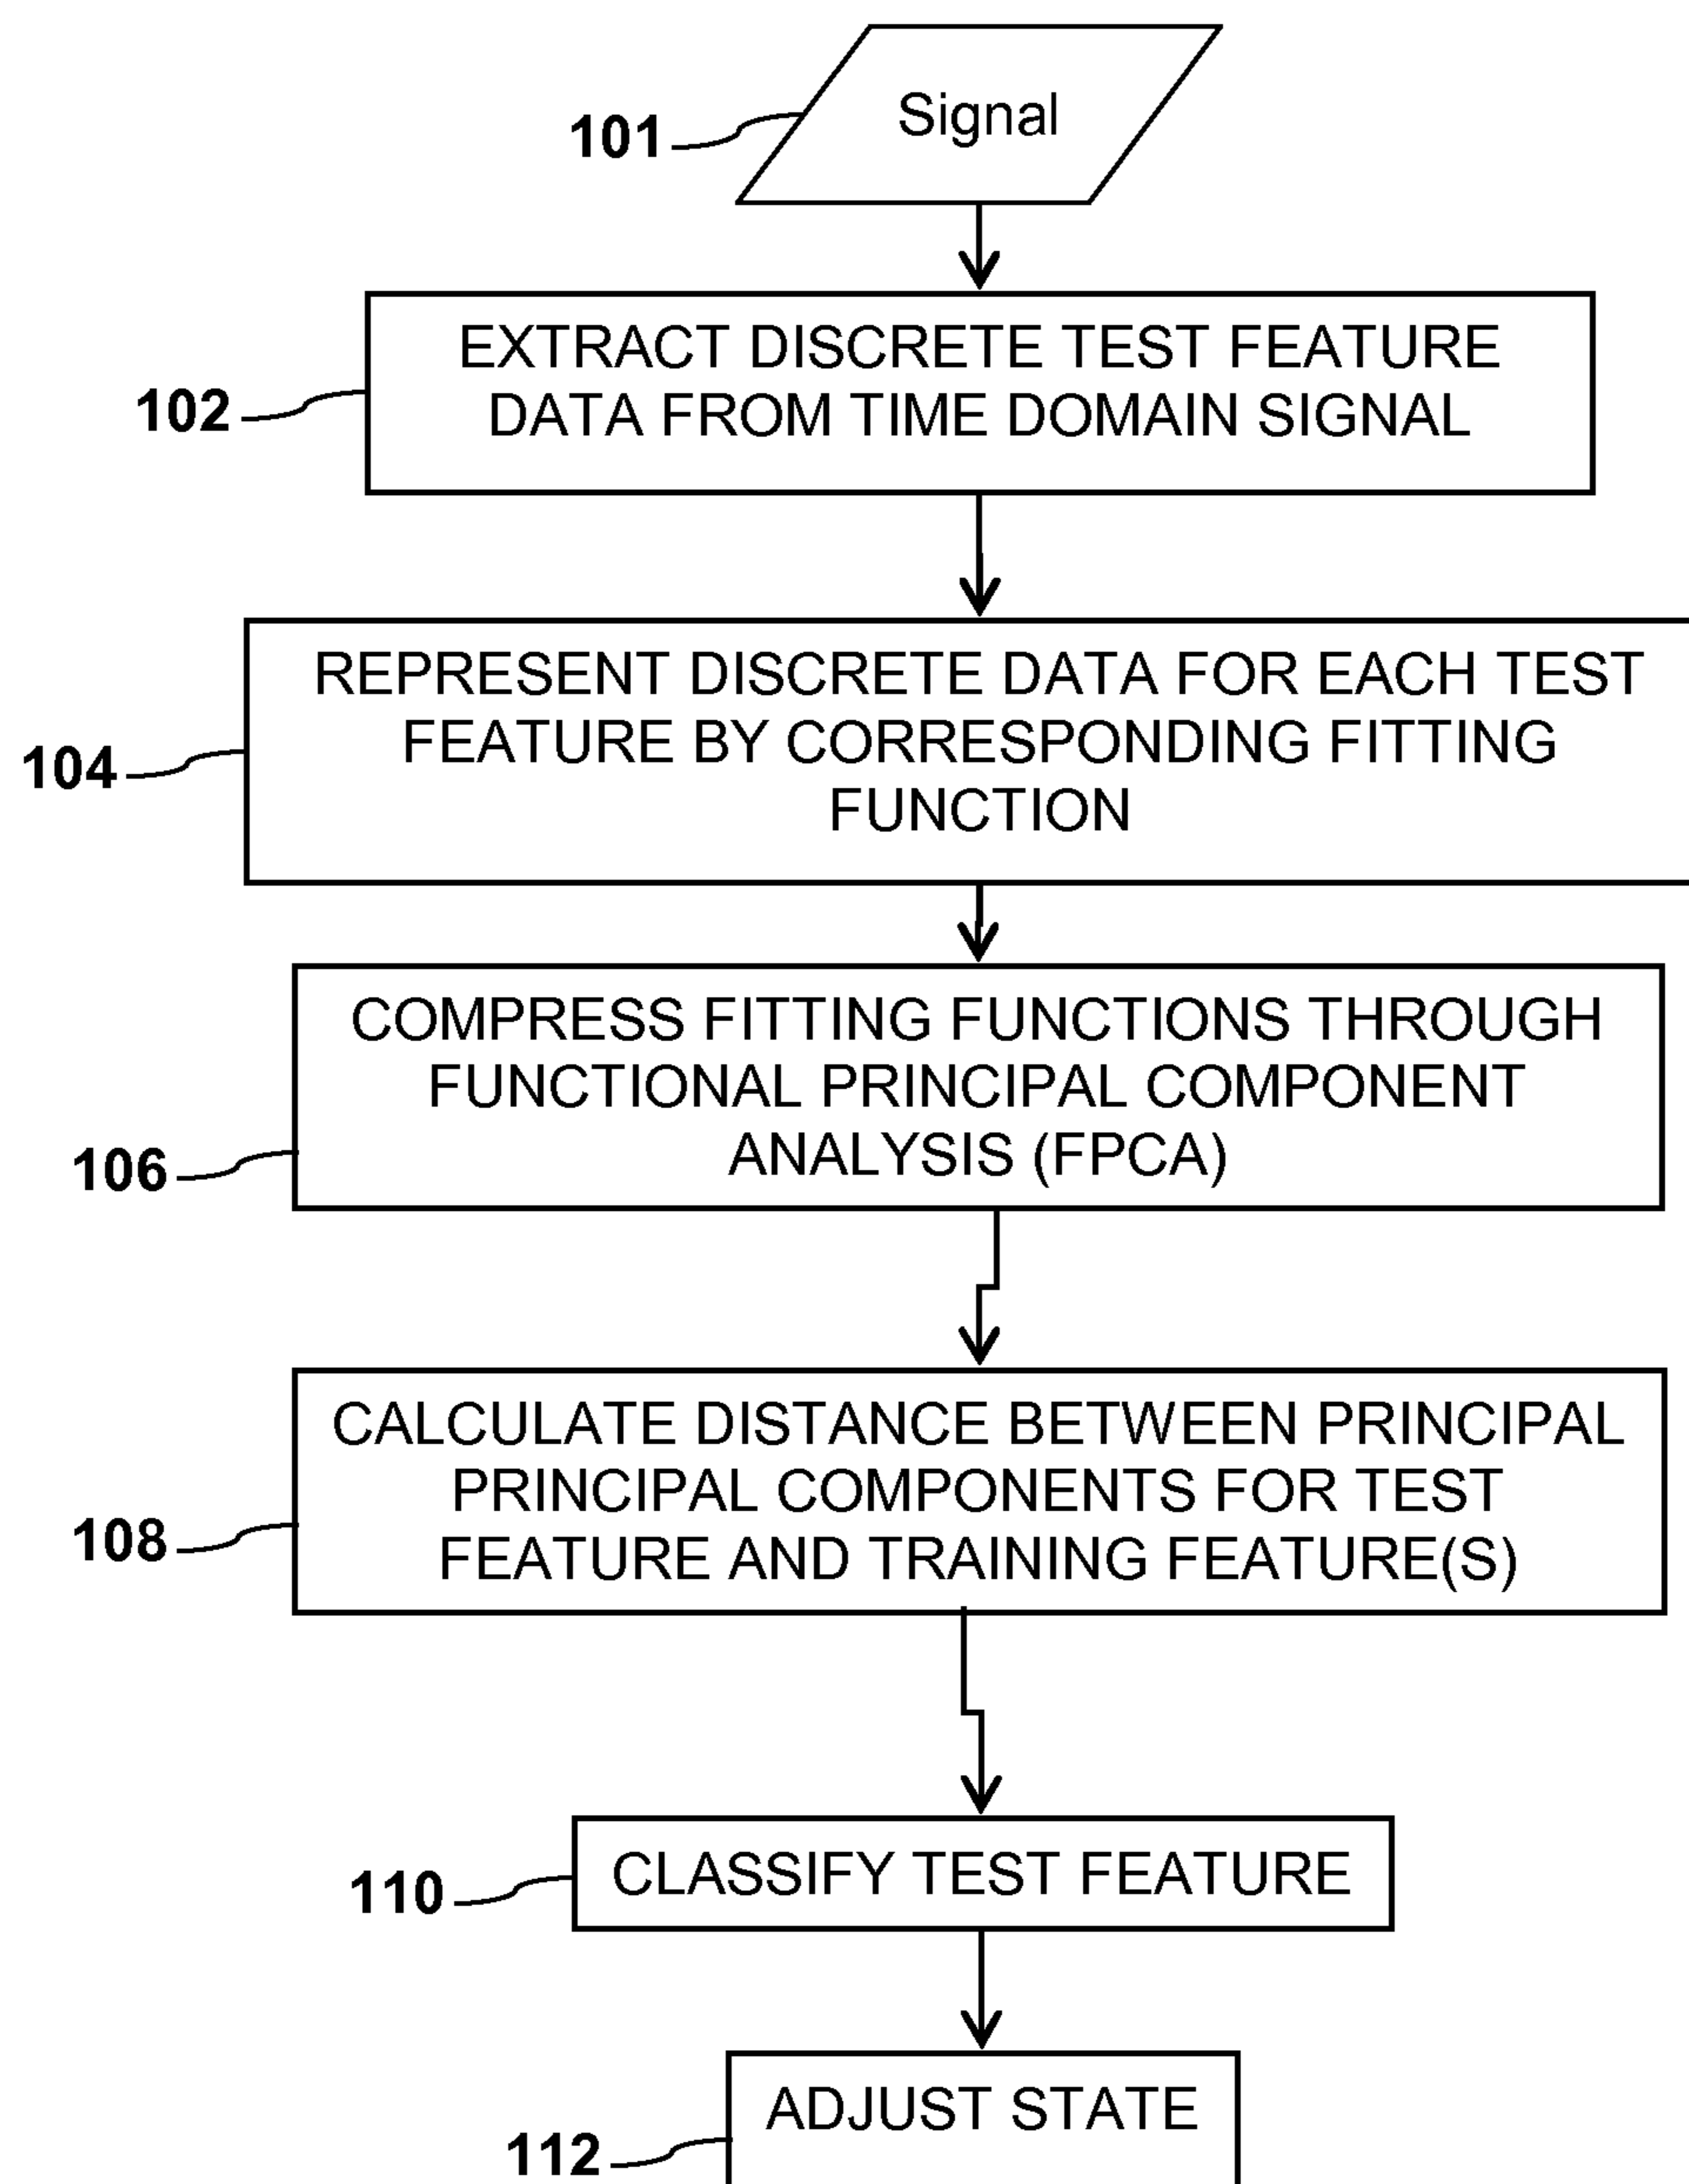 Signal
101
EXTRACT DISCRETE TEST FEATURE
DATA FROM TIME DOMAIN SIGNAL
102
REPRESENT DISCRETE DATA FOR EACH TEST
FEATURE BY CORRESPONDING FITTING
FUNCTION
104
COMPRESS FITTING FUNCTIONS THROUGH
FUNCTIONAL PRINCIPAL COMPONENT
ANALYSIS (FPCA)
106
CALCULATE DISTANCE BETWEEN PRINCIPAL
PRINCIPAL COMPONENTS FOR TEST
FEATURE AND TRAINING FEATURE(S)
108
CLASSIFY TEST FEATURE
110
ADJUST STATE
112